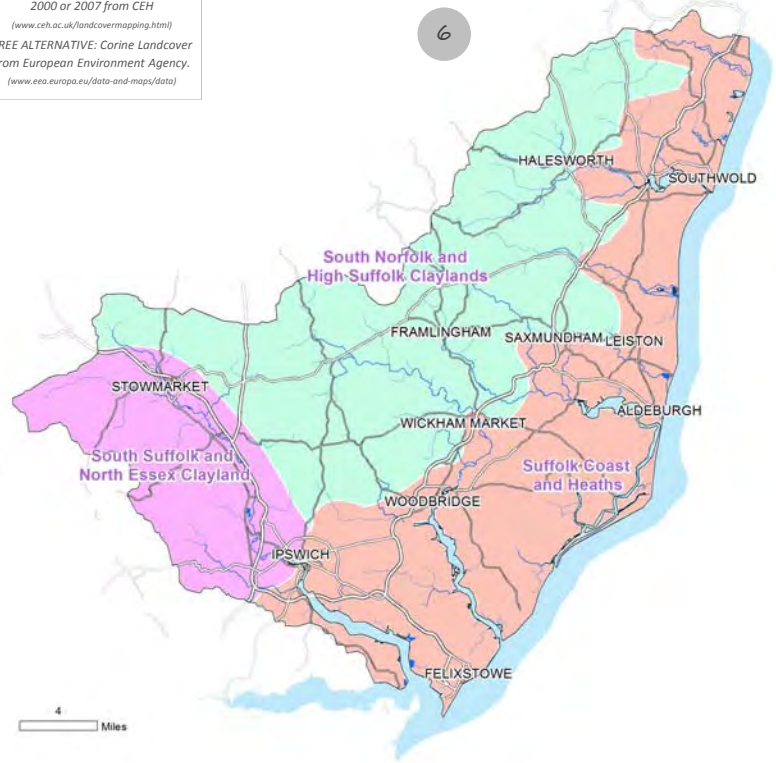 2000 or 2007 from CEH
(www.ceh.ac.uk/landcovermapping.html)
REE ALTERNATIVE: Corine Landcover
rom European Environment Agency.
(www.eea.europa.eu/data-and-maps/data)
6
HALESWORTH
SOUTHWOLD
South Norfolk and
High Suffolk Claylands
FRAMLINGHAM
SAXMUNDHAM
LEISTON
STOWMARKET
ALDEBURGH
WICKHAM MARKET
South Suffolk and
North Essex Clayland
Suffolk Coast
and Heaths
WOODBRIDGE
IPSWICH
FELIXSTOWE
4
Miles